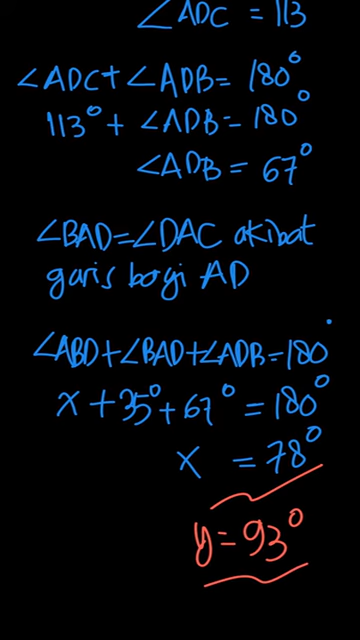 ∠ADC = 113
∠ADC + ∠ADB = 180°
113° + ∠ADB = 180°
∠ADB = 67°
∠BAD = ∠DAC akibat
garis bagi AD
∠ABD + ∠BAD + ∠ADB = 180°
x + 35° + 67° = 180°
x = 78°
y = 93°